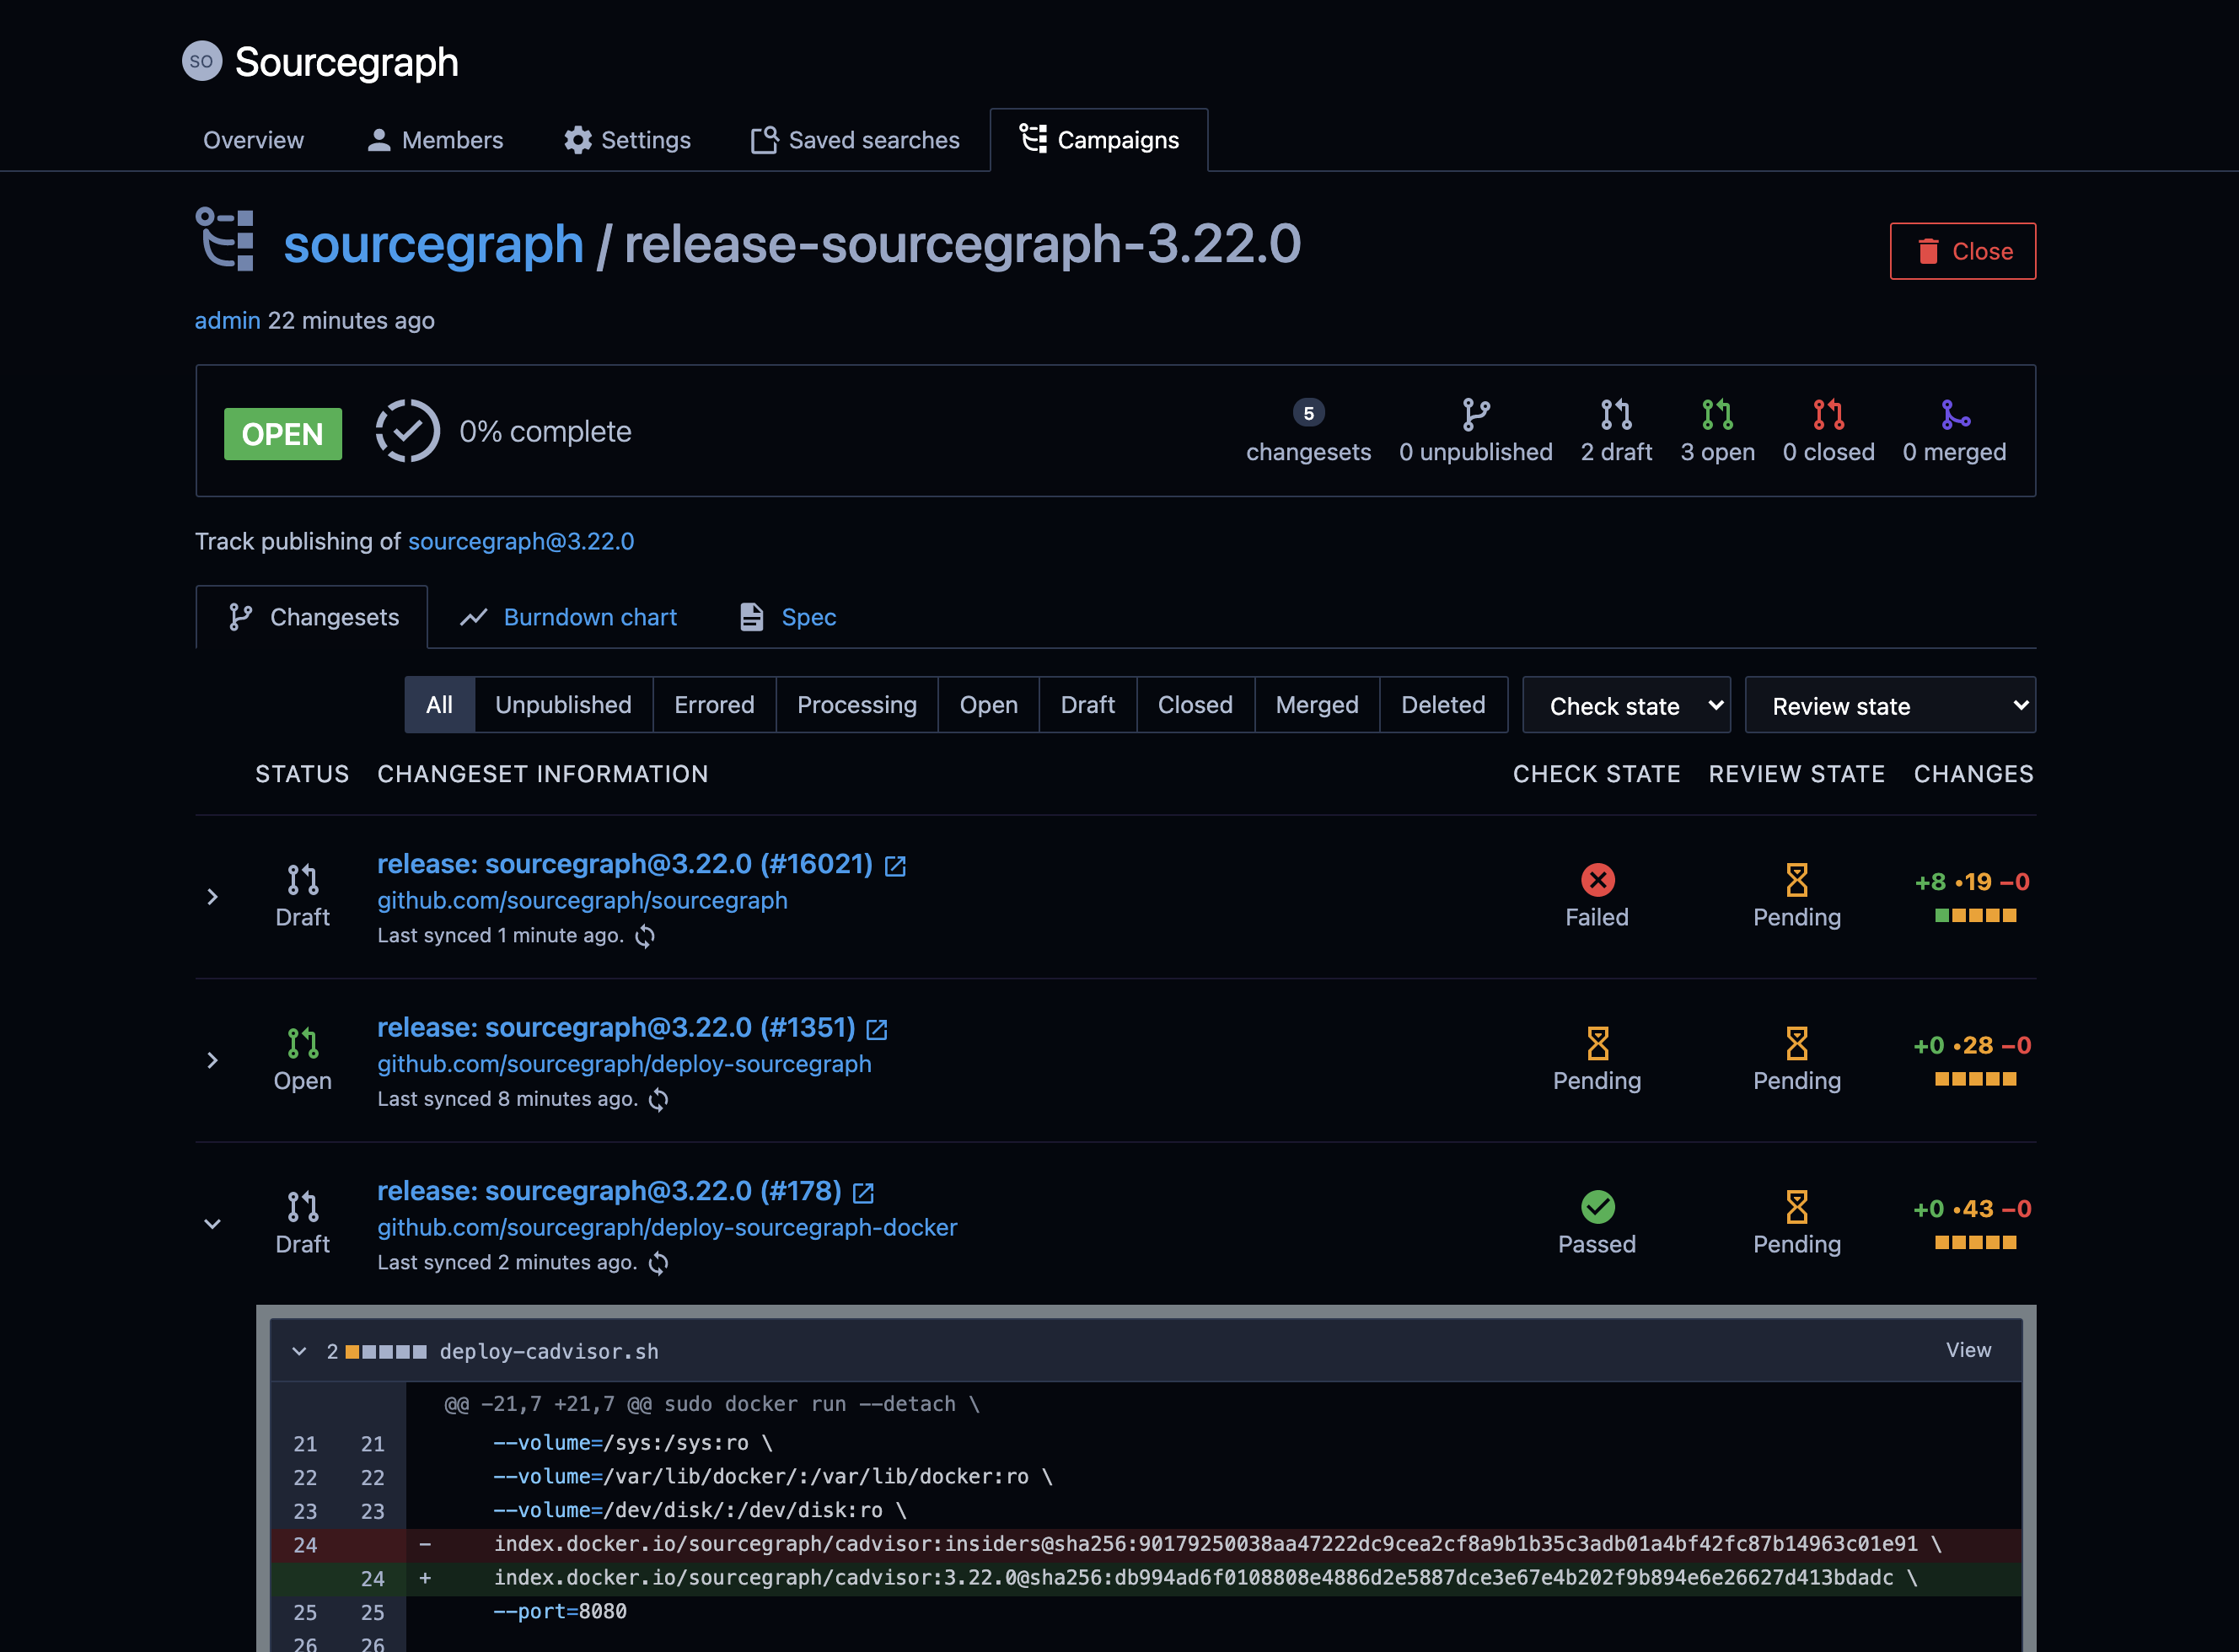 SO Sourcegraph
Overview Members Settings Saved searches Campaigns
sourcegraph / release-sourcegraph-3.22.0
Close
admin 22 minutes ago
OPEN 0% complete
5 changesets 0 unpublished 2 draft 3 open 0 closed 0 merged
Track publishing of sourcegraph@3.22.0
Changesets Burndown chart Spec
All Unpublished Errored Processing Open Draft Closed Merged Deleted Check state Review state
STATUS CHANGESET INFORMATION CHECK STATE REVIEW STATE CHANGES
release: sourcegraph@3.22.0 (#16021)
github.com/sourcegraph/sourcegraph
Last synced 1 minute ago.
Draft Failed Pending +8 •19 −0
release: sourcegraph@3.22.0 (#1351)
github.com/sourcegraph/deploy-sourcegraph
Last synced 8 minutes ago.
Open Pending Pending +0 •28 −0
release: sourcegraph@3.22.0 (#178)
github.com/sourcegraph/deploy-sourcegraph-docker
Last synced 2 minutes ago.
Draft Passed Pending +0 •43 −0
2 deploy-cadvisor.sh View
@@ -21,7 +21,7 @@ sudo docker run --detach \
21 21 --volume=/sys:/sys:ro \
22 22 --volume=/var/lib/docker/:/var/lib/docker:ro \
23 23 --volume=/dev/disk/:/dev/disk:ro \
24 - index.docker.io/sourcegraph/cadvisor:insiders@sha256:90179250038aa47222dc9cea2cf8a9b1b35c3adb01a4bf42fc87b14963c01e91 \
24 + index.docker.io/sourcegraph/cadvisor:3.22.0@sha256:db994ad6f0108808e4886d2e5887dce3e67e4b202f9b894e6e26627d413bdadc \
25 25 --port=8080
26 26